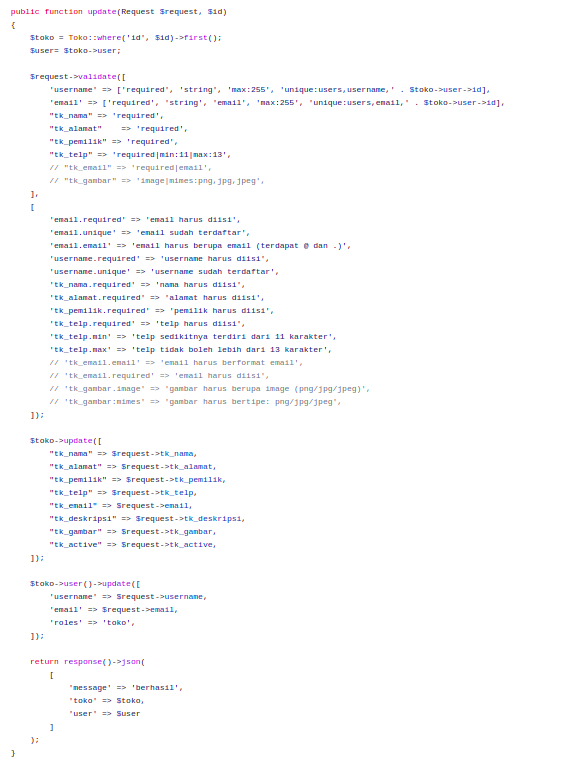 public function update(Request $request, $id)
{
    $toko = Toko::where('id', $id)->first();
    $user= $toko->user;

    $request->validate([
        'username' => ['required', 'string', 'max:255', 'unique:users,username,' . $toko->user->id],
        'email' => ['required', 'string', 'email', 'max:255', 'unique:users,email,' . $toko->user->id],
        "tk_nama" => 'required',
        "tk_alamat"    => 'required',
        "tk_pemilik" => 'required',
        "tk_telp" => 'required|min:11|max:13',
        // "tk_email" => 'required|email',
        // "tk_gambar" => 'image|mimes:png,jpg,jpeg',
    ],
    [
        'email.required' => 'email harus diisi',
        'email.unique' => 'email sudah terdaftar',
        'email.email' => 'email harus berupa email (terdapat @ dan .)',
        'username.required' => 'username harus diisi',
        'username.unique' => 'username sudah terdaftar',
        'tk_nama.required' => 'nama harus diisi',
        'tk_alamat.required' => 'alamat harus diisi',
        'tk_pemilik.required' => 'pemilik harus diisi',
        'tk_telp.required' => 'telp harus diisi',
        'tk_telp.min' => 'telp sedikitnya terdiri dari 11 karakter',
        'tk_telp.max' => 'telp tidak boleh lebih dari 13 karakter',
        // 'tk_email.email' => 'email harus berformat email',
        // 'tk_email.required' => 'email harus diisi',
        // 'tk_gambar.image' => 'gambar harus berupa image (png/jpg/jpeg)',
        // 'tk_gambar:mimes' => 'gambar harus bertipe: png/jpg/jpeg',
    ]);

    $toko->update([
        "tk_nama" => $request->tk_nama,
        "tk_alamat" => $request->tk_alamat,
        "tk_pemilik" => $request->tk_pemilik,
        "tk_telp" => $request->tk_telp,
        "tk_email" => $request->email,
        "tk_deskripsi" => $request->tk_deskripsi,
        "tk_gambar" => $request->tk_gambar,
        "tk_active" => $request->tk_active,
    ]);

    $toko->user()->update([
        'username' => $request->username,
        'email' => $request->email,
        'roles' => 'toko',
    ]);

    return response()->json(
        [
            'message' => 'berhasil',
            'toko' => $toko,
            'user' => $user
        ]
    );
}